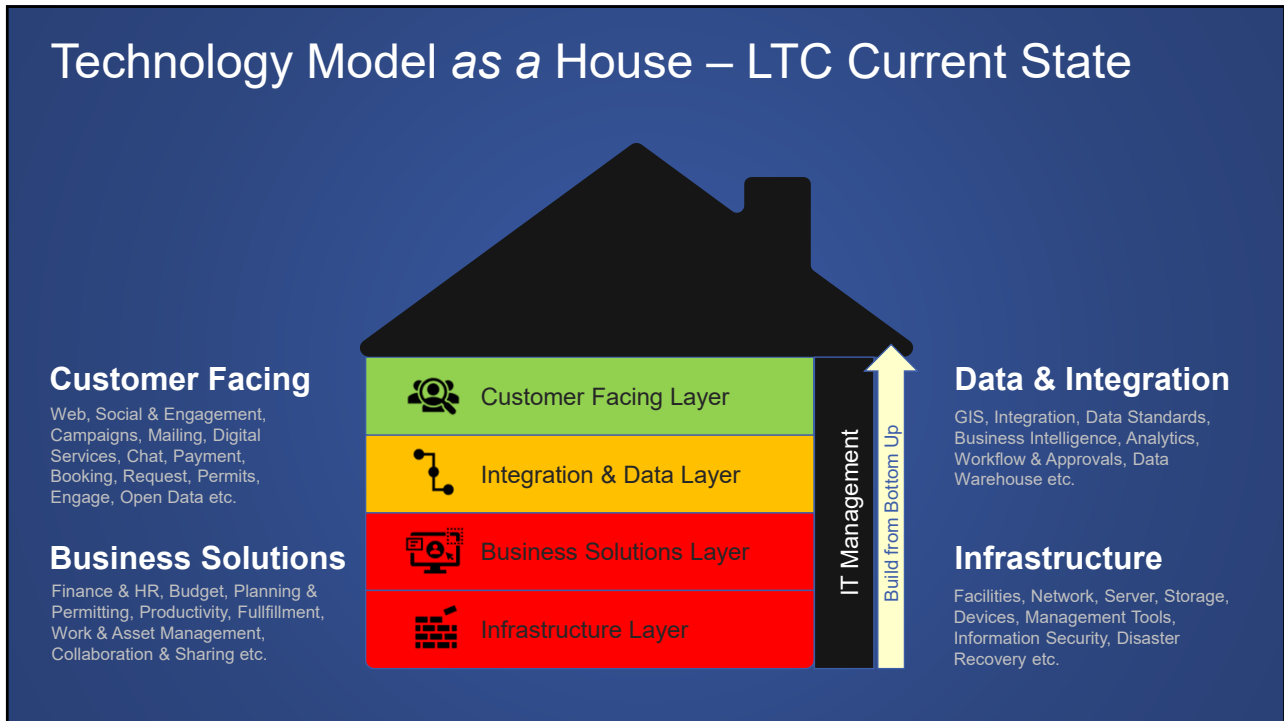 Technology Model as a House – LTC Current State
Customer Facing
Web, Social & Engagement,
Campaigns, Mailing, Digital
Services, Chat, Payment,
Booking, Request, Permits,
Engage, Open Data etc.
Business Solutions
Finance & HR, Budget, Planning &
Permitting, Productivity, Fullfillment,
Work & Asset Management,
Collaboration & Sharing etc.
Customer Facing Layer
Integration & Data Layer
Business Solutions Layer
Infrastructure Layer
IT Management
Build from Bottom Up
Data & Integration
GIS, Integration, Data Standards,
Business Intelligence, Analytics,
Workflow & Approvals, Data
Warehouse etc.
Infrastructure
Facilities, Network, Server, Storage,
Devices, Management Tools,
Information Security, Disaster
Recovery etc.